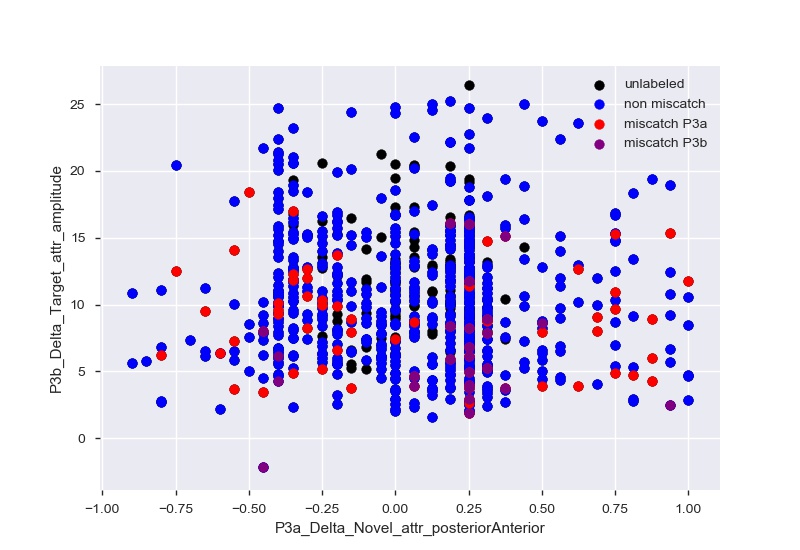 unlabeled
non miscatch
miscatch P3a
miscatch P3b
25
20
15
10
5
0
P3b_Delta_Target_attr_amplitude
−1.00 −0.75 −0.50 −0.25 0.00 0.25 0.50 0.75 1.00
P3a_Delta_Novel_attr_posteriorAnterior